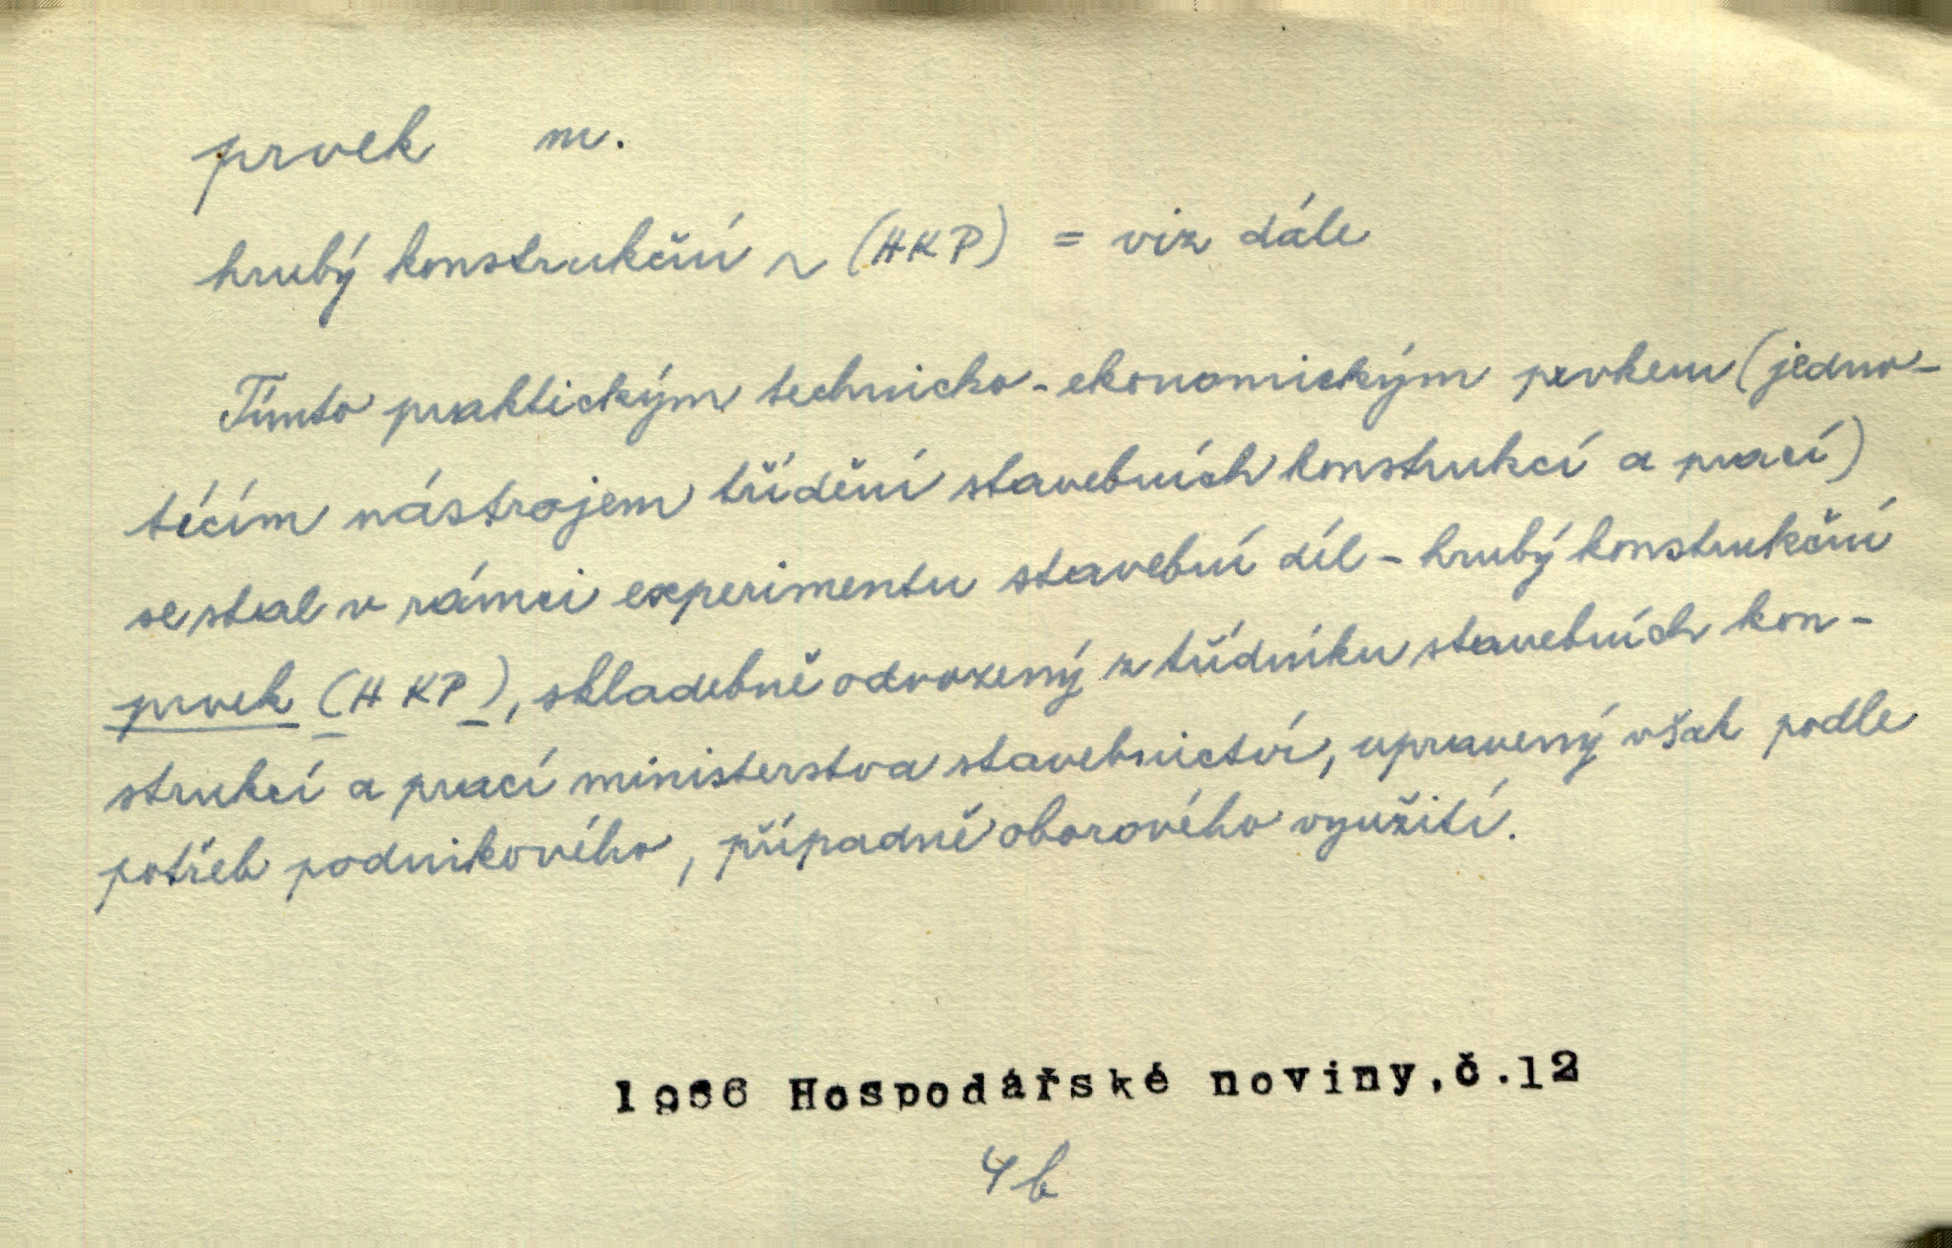 prvek m.
hrubý konstrukční ~ (HKP) = viz dále
Tímto praktickým technicko-ekonomickým prvkem (jedno-
tícím nástrojem třídění stavebních konstrukcí a prací)
se stal v rámci experimentu stavební díl - hrubý konstrukční
prvek (HKP), skladebně odvozený z třídníku stavebních kon-
strukcí a prací ministerstva stavebnictví, upravený však podle
potřeb podnikového, případně oborového využití.
1966 Hospodářské noviny,č.12
4b